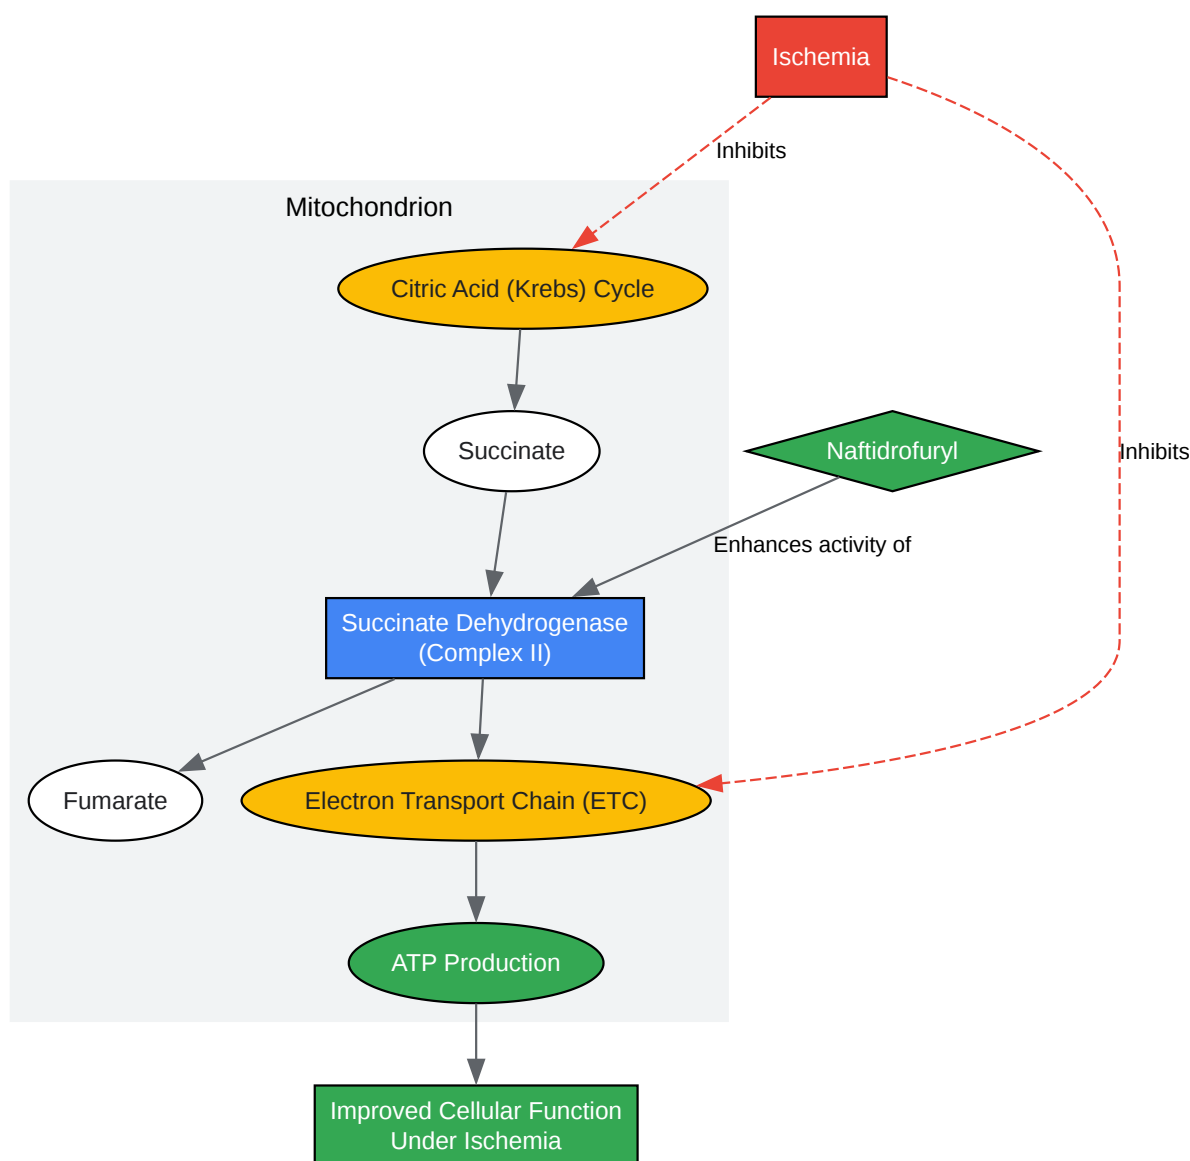 Ischemia
Inhibits
Mitochondrion
Citric Acid (Krebs) Cycle
Succinate
Naftidrofuryl
Inhibits
Enhances activity of
Succinate Dehydrogenase
(Complex II)
Fumarate
Electron Transport Chain (ETC)
ATP Production
Improved Cellular Function
Under Ischemia